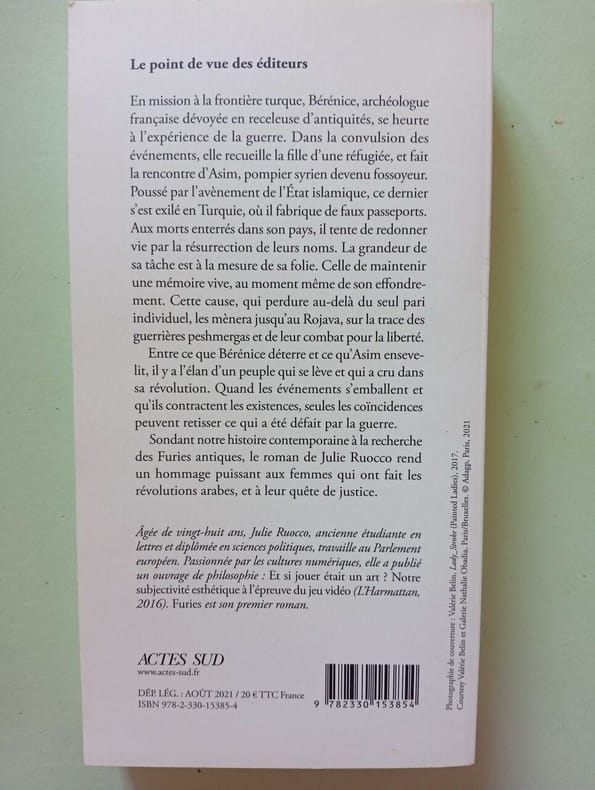 Le point de vue des éditeurs
En mission à la frontière turque, Bérénice, archéologue
française dévoyée en receleuse d'antiquités, se heurte
à l'expérience de la guerre. Dans la convulsion des
événements, elle recueille la fille d'une réfugiée, et fait
la rencontre d'Asim, pompier syrien devenu fossoyeur.
Poussé par l'avènement de l'État islamique, ce dernier
s'est exilé en Turquie, où il fabrique de faux passeports.
Aux morts enterrés dans son pays, il tente de redonner
vie par la résurrection de leurs noms. La grandeur de
sa tâche est à la mesure de sa folie. Celle de maintenir
une mémoire vive, au moment même de son effondre-
ment. Cette cause, qui perdure au-delà du seul pari
individuel, les mènera jusqu'au Rojava, sur la trace des
guerrières peshmergas et de leur combat pour la liberté.
Entre ce que Bérénice déterre et ce qu'Asim enseve-
lit, il y a l'élan d'un peuple qui se lève et qui a cru dans
sa révolution. Quand les événements s'emballent et
qu'ils contractent les existences, seules les coïncidences
peuvent retisser ce qui a été défait par la guerre.
Sondant notre histoire contemporaine à la recherche
des Furies antiques, le roman de Julie Ruocco rend
un hommage puissant aux femmes qui ont fait les
révolutions arabes, et à leur quête de justice.
Âgée de vingt-huit ans, Julie Ruocco, ancienne étudiante en
lettres et diplômée en sciences politiques, travaille au Parlement
européen. Passionnée par les cultures numériques, elle a publié
un ouvrage de philosophie : Et si jouer était un art ? Notre
subjectivité esthétique à l'épreuve du jeu vidéo (L'Harmattan,
2016). Furies est son premier roman.
ACTES SUD
www.actes-sud.fr
DÉP. LÉG. : AOÛT 2021 / 20 € TTC France
ISBN 978-2-330-15385-4
9 782330 153854
Photographie de couverture : Valérie Belin, Lady_Stroke (Painted Ladies), 2017.
Courtesy Valérie Belin et Galerie Nathalie Obadia, Paris/Bruxelles. © Adagp, Paris, 2021